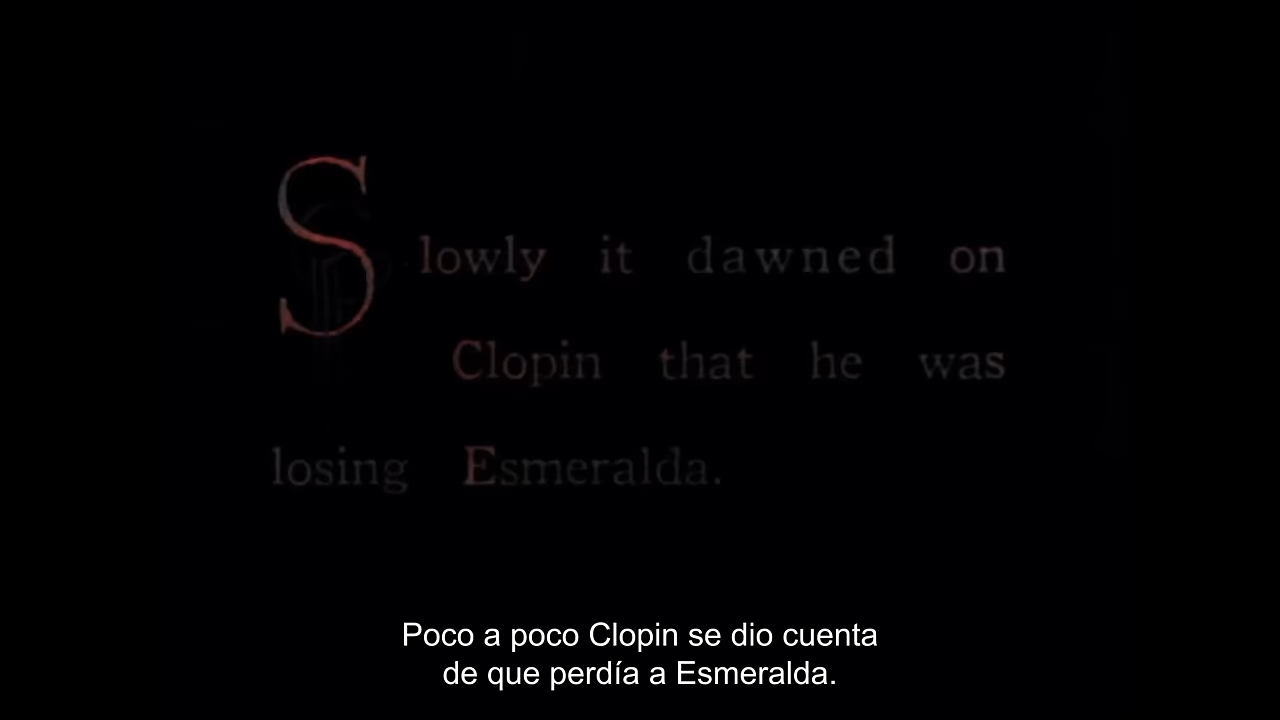 Slowly it dawned on
Clopin that he was
losing Esmeralda.
Poco a poco Clopin se dio cuenta
de que perdía a Esmeralda.